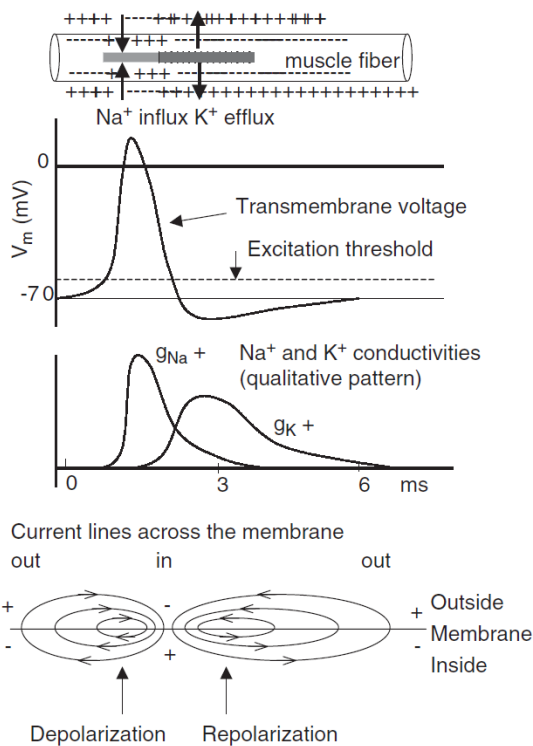 ++++ -----++-++++-+++++
------+ +++------------------
muscle fiber
-----+ +++------------------
++++ -----+++++++++++++++++++
Na⁺ influx K⁺ efflux
0
Vm (mV)
Transmembrane voltage
Excitation threshold
-70
gNa +
Na⁺ and K⁺ conductivities
(qualitative pattern)
gK +
0 3 6 ms
Current lines across the membrane
out in out
+ - + Outside
Membrane
- + - Inside
Depolarization Repolarization